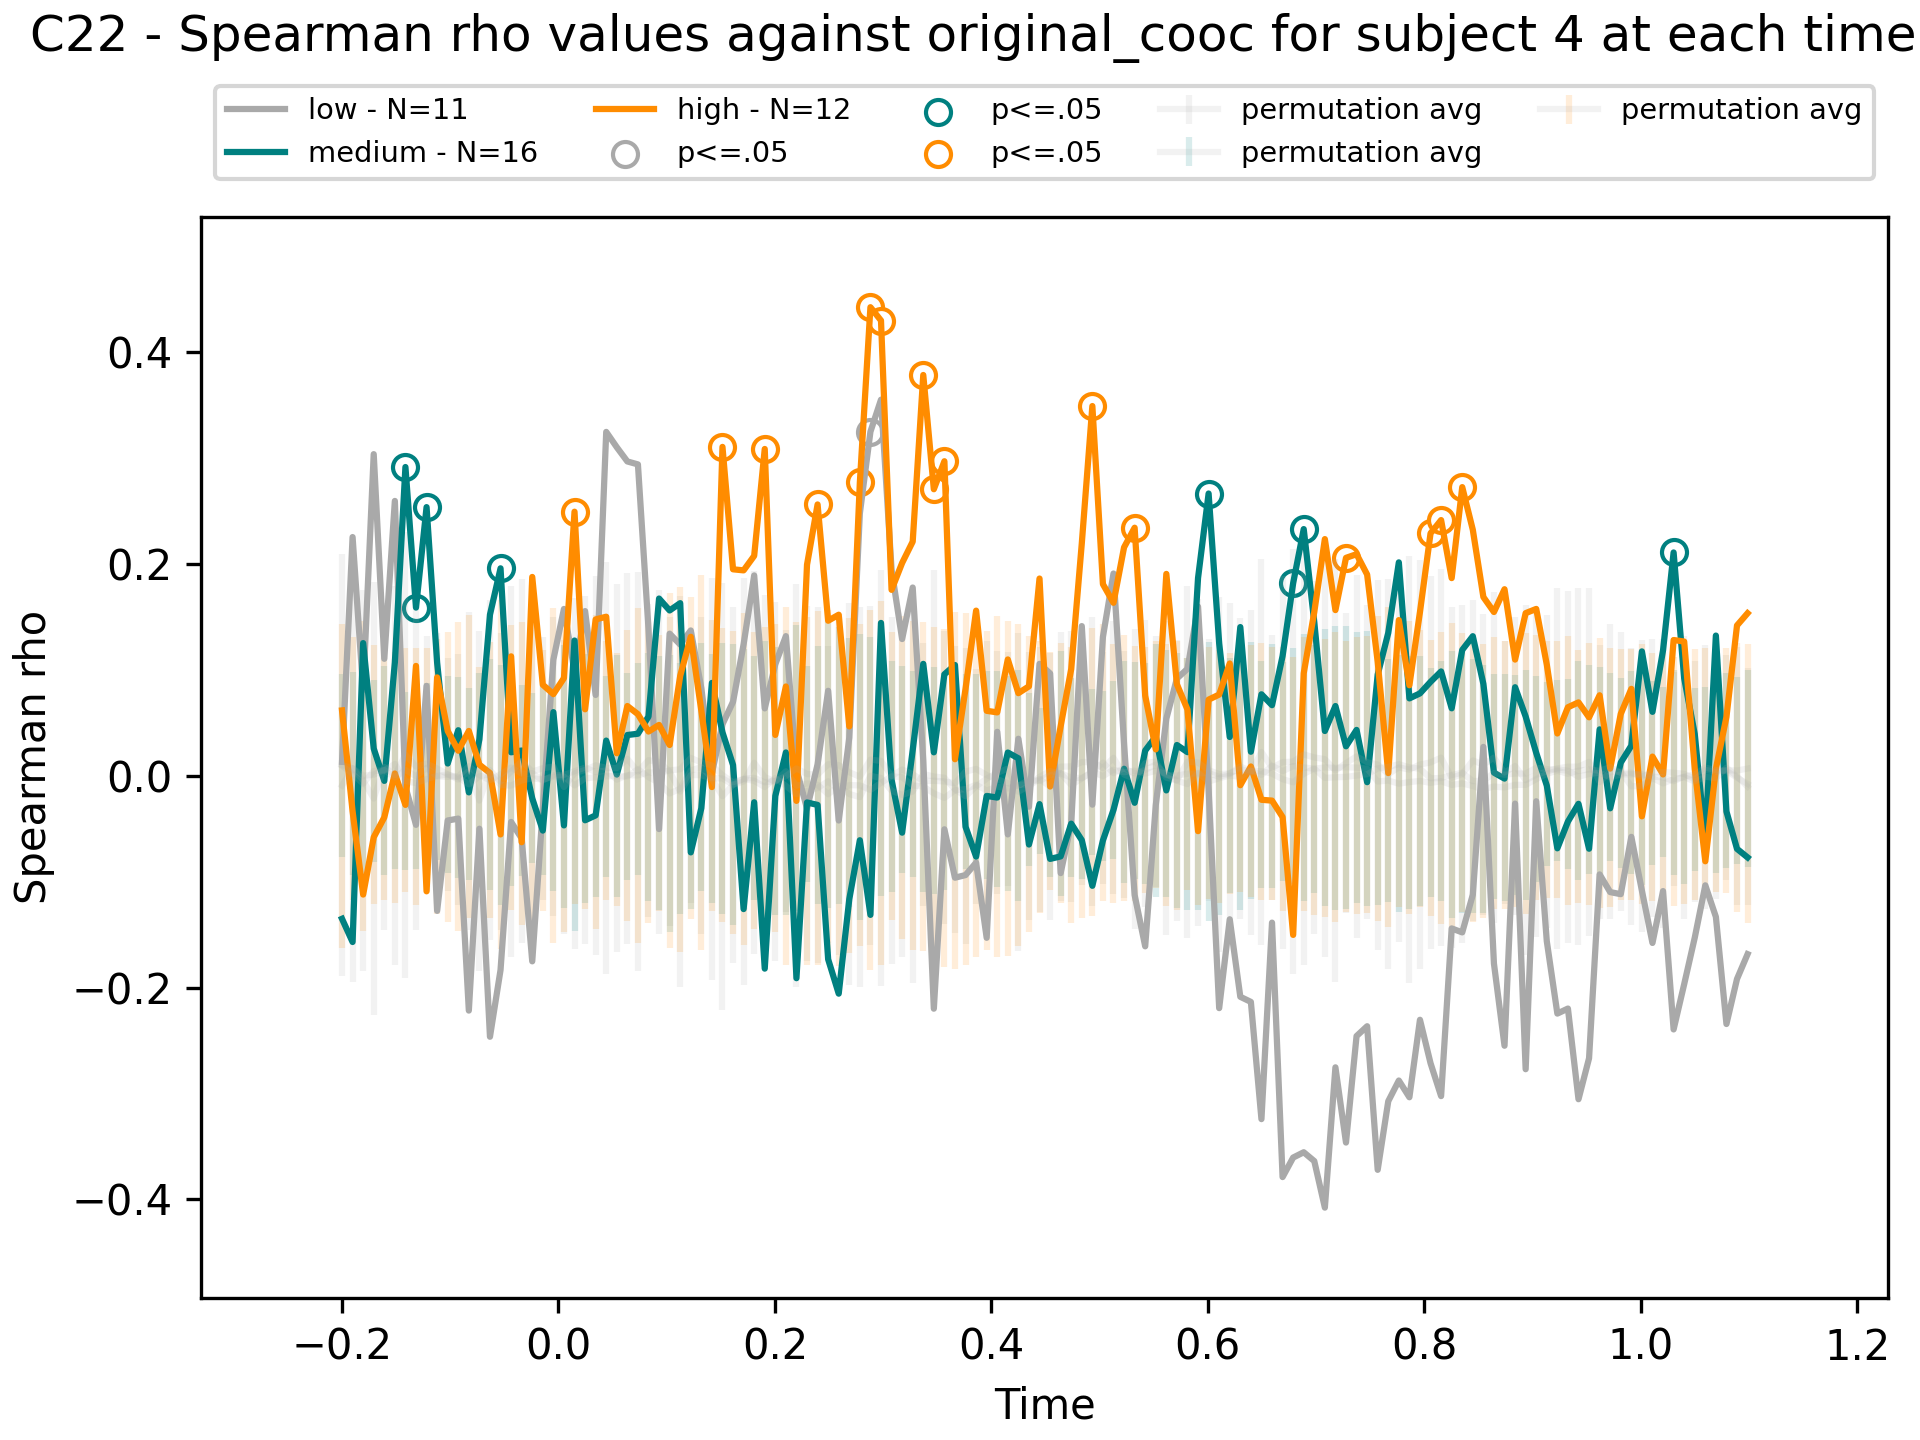 C22 - Spearman rho values against original_cooc for subject 4 at each time
low - N=11
medium - N=16
high - N=12
p<=.05
p<=.05
p<=.05
permutation avg
permutation avg
permutation avg
Spearman rho
0.4
0.2
0.0
−0.2
−0.4
−0.2 0.0 0.2 0.4 0.6 0.8 1.0 1.2
Time